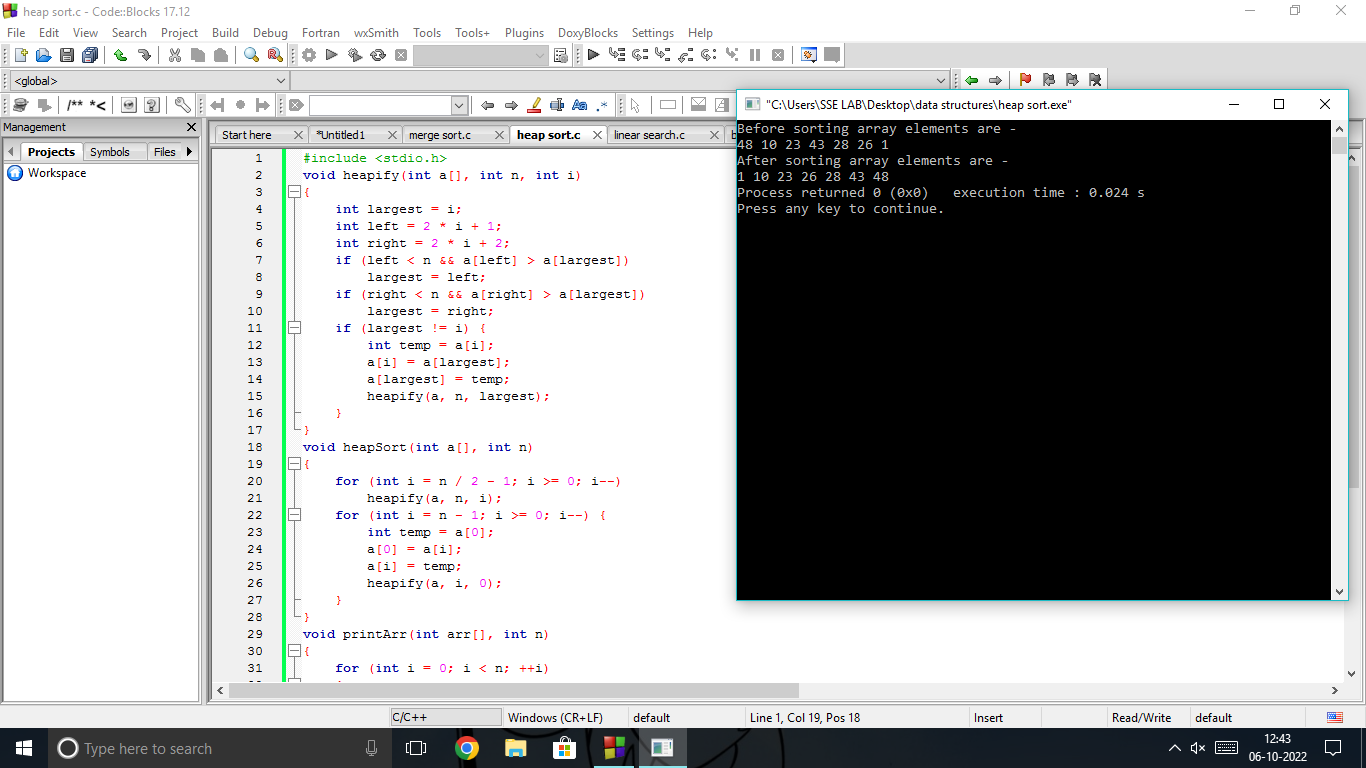 heap sort.c - Code::Blocks 17.12
File Edit View Search Project Build Debug Fortran wxSmith Tools Tools+ Plugins DoxyBlocks Settings Help
<global>
/** *< Aa .*
Management
Projects Symbols Files
Workspace
Start here *Untitled1 merge sort.c heap sort.c linear search.c b
1 #include <stdio.h>
2 void heapify(int a[], int n, int i)
3 {
4 int largest = i;
5 int left = 2 * i + 1;
6 int right = 2 * i + 2;
7 if (left < n && a[left] > a[largest])
8 largest = left;
9 if (right < n && a[right] > a[largest])
10 largest = right;
11 if (largest != i) {
12 int temp = a[i];
13 a[i] = a[largest];
14 a[largest] = temp;
15 heapify(a, n, largest);
16 }
17 }
18 void heapSort(int a[], int n)
19 {
20 for (int i = n / 2 - 1; i >= 0; i--)
21 heapify(a, n, i);
22 for (int i = n - 1; i >= 0; i--) {
23 int temp = a[0];
24 a[0] = a[i];
25 a[i] = temp;
26 heapify(a, i, 0);
27 }
28 }
29 void printArr(int arr[], int n)
30 {
31 for (int i = 0; i < n; ++i)
"C:\Users\SSE LAB\Desktop\data structures\heap sort.exe"
Before sorting array elements are -
48 10 23 43 28 26 1
After sorting array elements are -
1 10 23 26 28 43 48
Process returned 0 (0x0)   execution time : 0.024 s
Press any key to continue.
C/C++ Windows (CR+LF) default Line 1, Col 19, Pos 18 Insert Read/Write default
Type here to search
12:43
06-10-2022